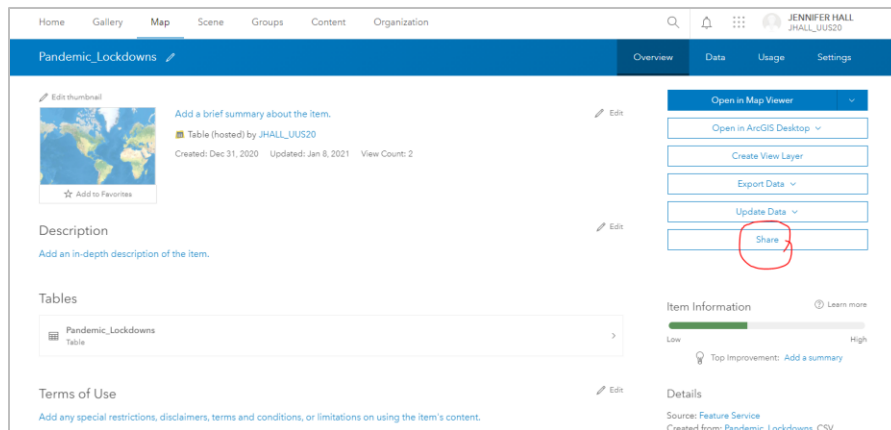 Home Gallery Map Scene Groups Content Organization JENNIFER HALL
JHALL_UUS20
Pandemic_Lockdowns Overview Data Usage Settings
Edit thumbnail
Add a brief summary about the item. Edit
Table (hosted) by JHALL_UUS20
Created: Dec 31, 2020 Updated: Jan 8, 2021 View Count: 2
Add to Favorites
Open in Map Viewer
Open in ArcGIS Desktop
Create View Layer
Export Data
Update Data
Share
Description Edit
Add an in-depth description of the item.
Tables
Pandemic_Lockdowns
Table
Item Information Learn more
Low High
Top Improvement: Add a summary
Terms of Use Edit
Add any special restrictions, disclaimers, terms and conditions, or limitations on using the item's content.
Details
Source: Feature Service
Created from: Pandemic_Lockdowns CSV